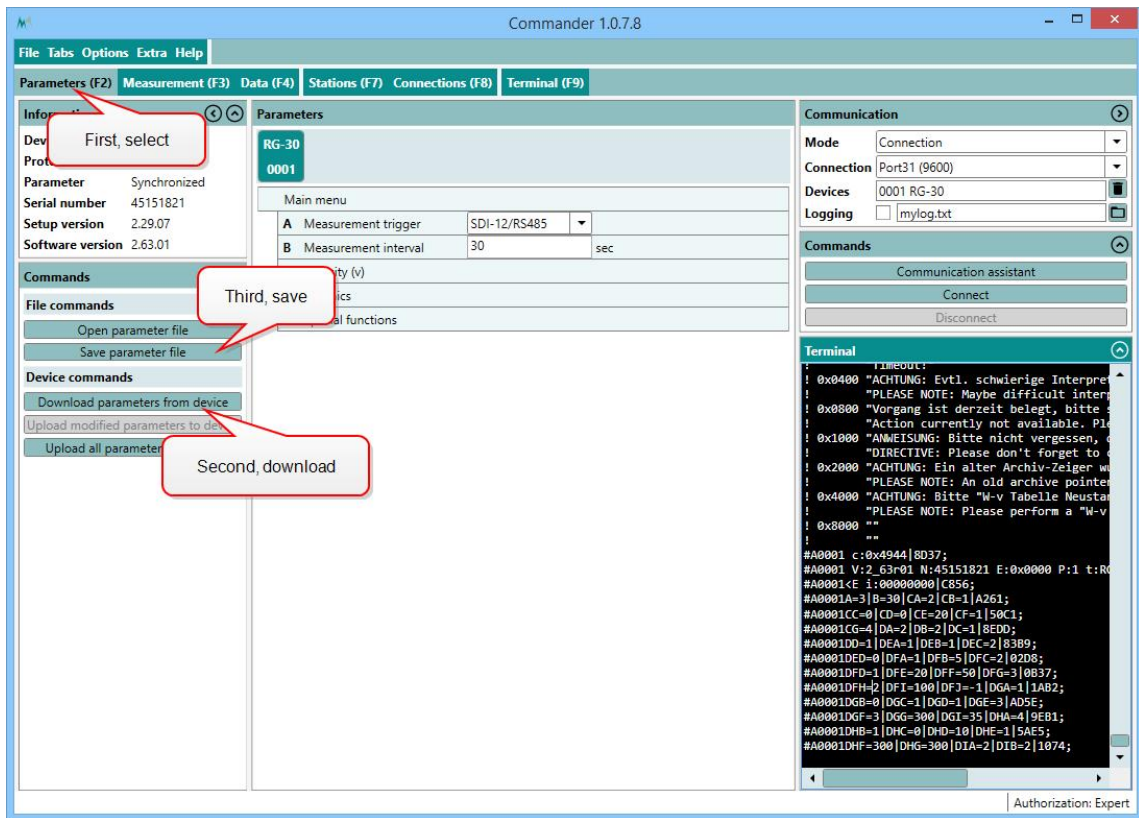 Commander 1.0.7.8
File Tabs Options Extra Help
Parameters (F2) Measurement (F3) Data (F4) Stations (F7) Connections (F8) Terminal (F9)
First, select
Parameter Synchronized
Serial number 45151821
Setup version 2.29.07
Software version 2.63.01
Commands
File commands
Open parameter file
Save parameter file
Third, save
Device commands
Download parameters from device
Upload modified parameters to
Upload all
Second, download
Parameters
RG-30
0001
Main menu
A Measurement trigger SDI-12/RS485
B Measurement interval 30 sec
(v)
functions
Communication
Mode Connection
Connection Port31 (9600)
Devices 0001 RG-30
Logging mylog.txt
Commands
Communication assistant
Connect
Disconnect
Terminal
! Timeout!
! 0x0400 "ACHTUNG: Evtl. schwierige Interpret
! "PLEASE NOTE: Maybe difficult interp
! 0x0800 "Vorgang ist derzeit belegt, bitte s
! "Action currently not available. Ple
! 0x1000 "ANWEISUNG: Bitte nicht vergessen, d
! "DIRECTIVE: Please don't forget to d
! 0x2000 "ACHTUNG: Ein alter Archiv-Zeiger wu
! "PLEASE NOTE: An old archive pointer
! 0x4000 "ACHTUNG: Bitte "W-v Tabelle Neustar
! "PLEASE NOTE: Please perform a "W-v
! 0x8000 ""
! ""
#A0001 c:0x4944|8D37;
#A0001 V:2_63r01 N:45151821 E:0x0000 P:1 t:RG
#A0001<E i:00000000|C856;
#A0001A=3|B=30|CA=2|CB=1|A261;
#A0001CC=0|CD=0|CE=20|CF=1|50C1;
#A0001CG=4|DA=2|DB=2|DC=1|8EDD;
#A0001DD=1|DEA=1|DEB=1|DEC=2|83B9;
#A0001DED=0|DFA=1|DFB=5|DFC=2|02D8;
#A0001DFD=1|DFE=20|DFF=50|DFG=3|0B37;
#A0001DFH=2|DFI=100|DFJ=-1|DGA=1|1AB2;
#A0001DGB=0|DGC=1|DGD=1|DGE=3|AD5E;
#A0001DGF=3|DGG=300|DGI=35|DHA=4|9EB1;
#A0001DHB=1|DHC=0|DHD=10|DHE=1|5AE5;
#A0001DHF=300|DHG=300|DIA=2|DIB=2|1074;
Authorization: Expert